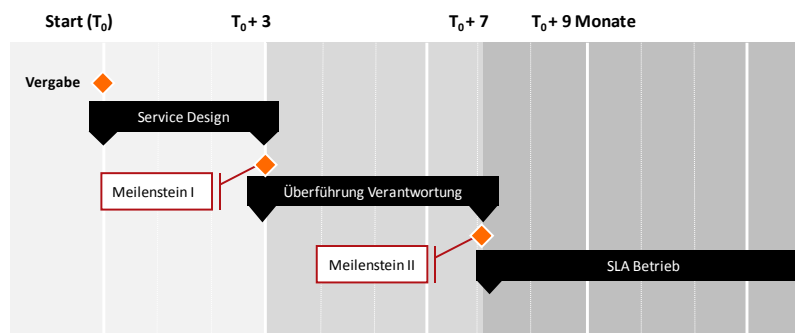 Start (T₀)
T₀ + 3
T₀ + 7
T₀ + 9 Monate
Vergabe
Service Design
Meilenstein I
Überführung Verantwortung
Meilenstein II
SLA Betrieb